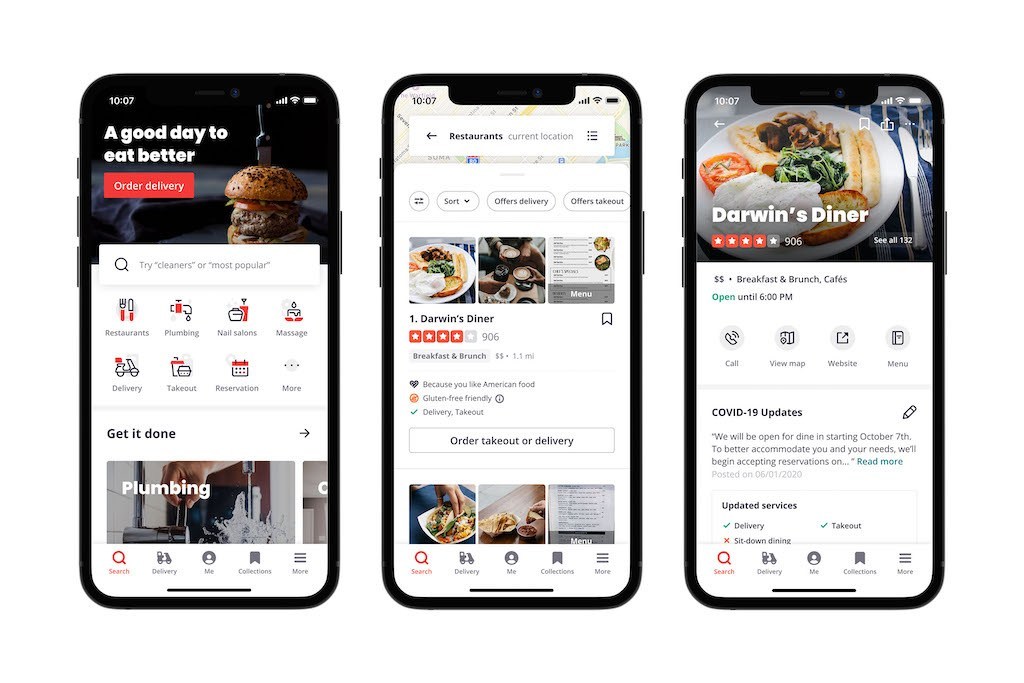 10:07
A good day to
eat better
Order delivery
Try “cleaners” or “most popular”
Restaurants
Plumbing
Nail salons
Massage
Delivery
Takeout
Reservation
More
Get it done
Plumbing
Search
Delivery
Me
Collections
More
10:07
SOMA
Restaurants current location
PARK
Sort
Offers delivery
Offers takeout
Menu
1. Darwin’s Diner
906
Breakfast & Brunch $$ • 1.1 mi
Because you like American food
Gluten-free friendly
Delivery, Takeout
Order takeout or delivery
Menu
Search
Delivery
Me
Collections
More
10:07
Darwin’s Diner
906
See all 132
$$ • Breakfast & Brunch, Cafés
Open until 6:00 PM
Call
View map
Website
Menu
COVID-19 Updates
“We will be open for dine in starting October 7th.
To better accommodate you and your needs, we’ll
begin accepting reservations on... ” Read more
Posted on 06/01/2020
Updated services
Delivery
Takeout
Sit-down dining
Search
Delivery
Me
Collections
More